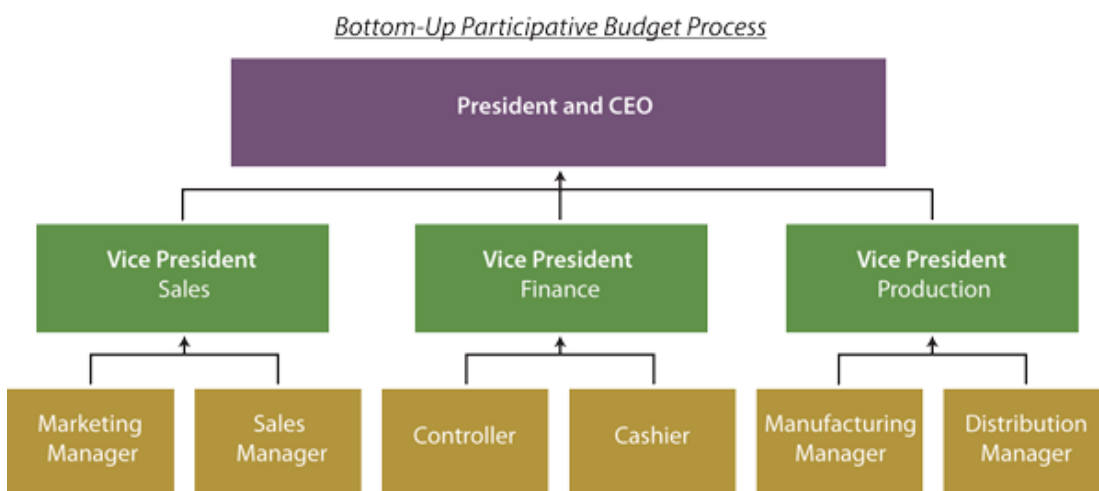 Bottom-Up Participative Budget Process
President and CEO
Vice President
Sales
Vice President
Finance
Vice President
Production
Marketing
Manager
Sales
Manager
Controller
Cashier
Manufacturing
Manager
Distribution
Manager